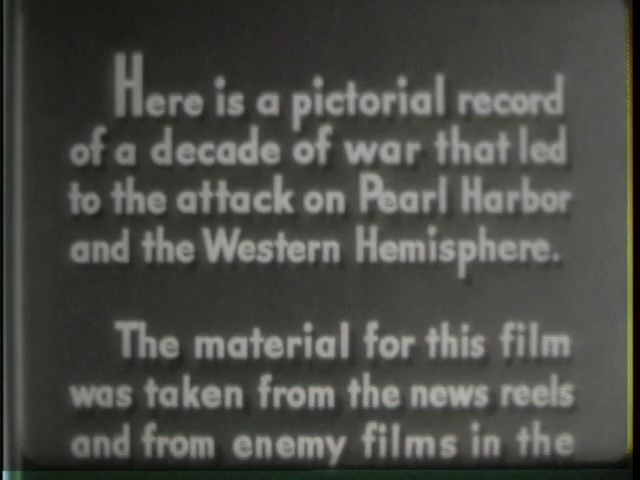 Here is a pictorial record
of a decade of war that led
to the attack on Pearl Harbor
and the Western Hemisphere.
The material for this film
was taken from the news reels
and from enemy films in the